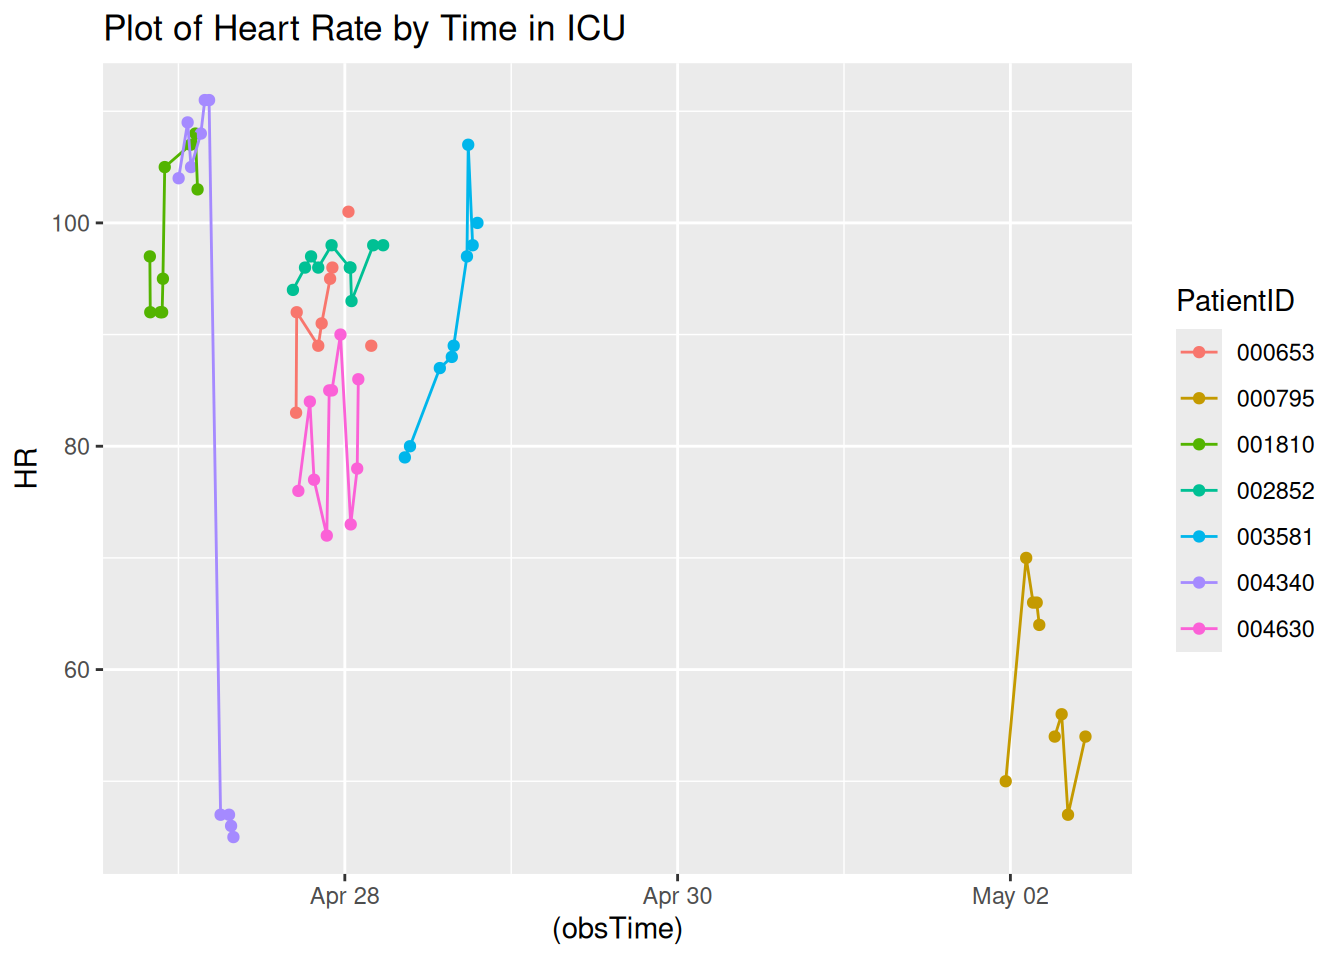 Plot of Heart Rate by Time in ICU
HR
100
80
60
Apr 28
Apr 30
May 02
(obsTime)
PatientID
000653
000795
001810
002852
003581
004340
004630